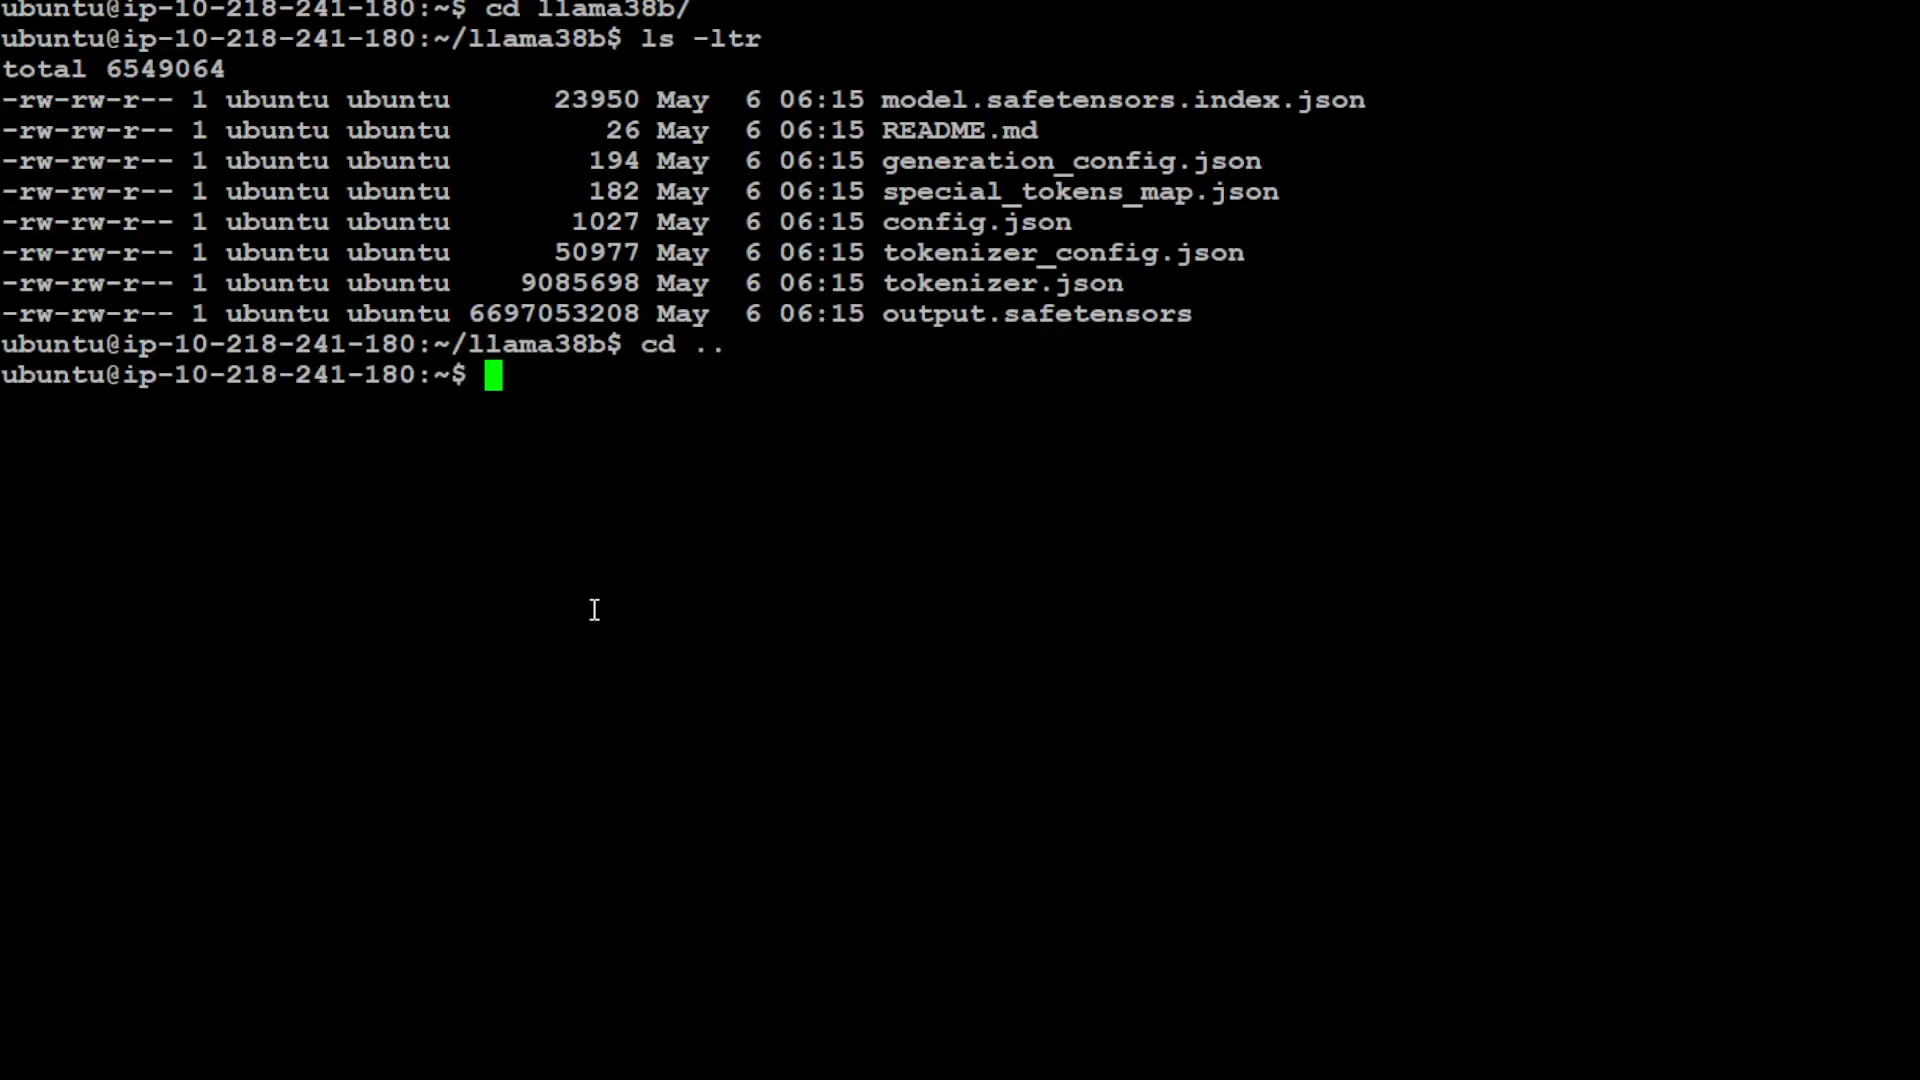 ubuntu@ip-10-218-241-180:~$ cd llama38b/
ubuntu@ip-10-218-241-180:~/llama38b$ ls -ltr
total 6549064
-rw-rw-r-- 1 ubuntu ubuntu      23950 May  6 06:15 model.safetensors.index.json
-rw-rw-r-- 1 ubuntu ubuntu         26 May  6 06:15 README.md
-rw-rw-r-- 1 ubuntu ubuntu        194 May  6 06:15 generation_config.json
-rw-rw-r-- 1 ubuntu ubuntu        182 May  6 06:15 special_tokens_map.json
-rw-rw-r-- 1 ubuntu ubuntu       1027 May  6 06:15 config.json
-rw-rw-r-- 1 ubuntu ubuntu      50977 May  6 06:15 tokenizer_config.json
-rw-rw-r-- 1 ubuntu ubuntu    9085698 May  6 06:15 tokenizer.json
-rw-rw-r-- 1 ubuntu ubuntu 6697053208 May  6 06:15 output.safetensors
ubuntu@ip-10-218-241-180:~/llama38b$ cd ..
ubuntu@ip-10-218-241-180:~$